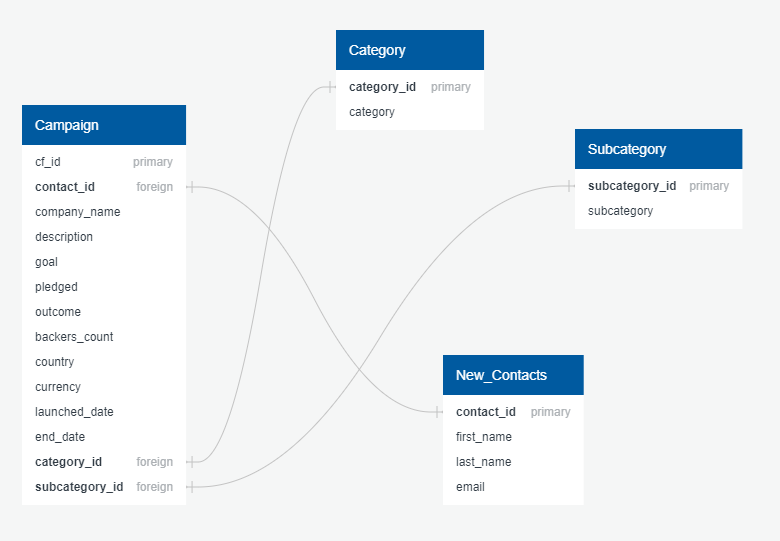 Campaign
cf_id primary
contact_id foreign
company_name
description
goal
pledged
outcome
backers_count
country
currency
launched_date
end_date
category_id foreign
subcategory_id foreign
Category
category_id primary
category
Subcategory
subcategory_id primary
subcategory
New_Contacts
contact_id primary
first_name
last_name
email